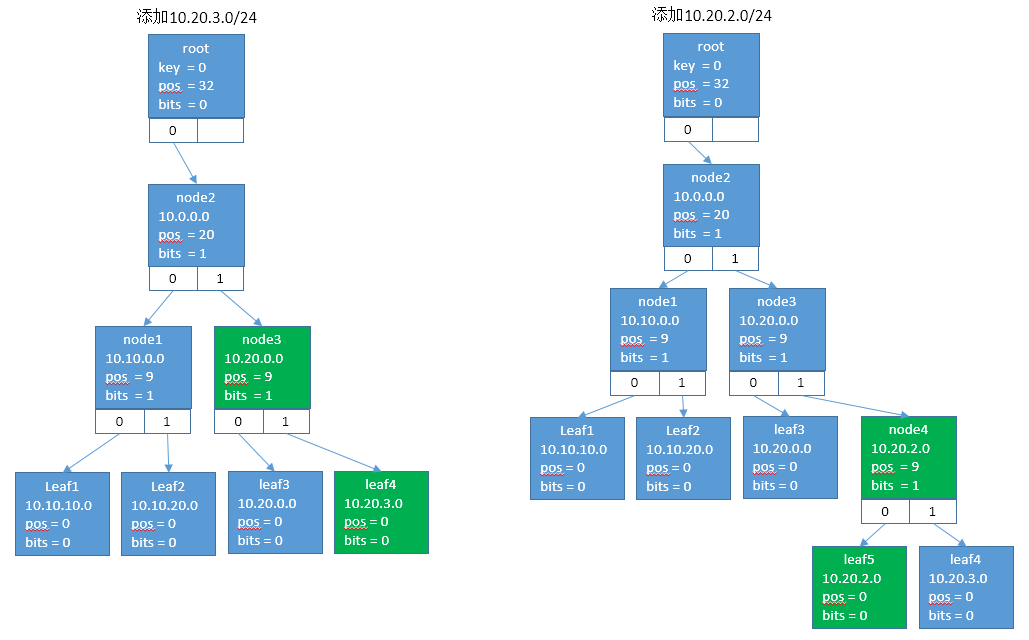 添加10.20.3.0/24
root
key = 0
pos = 32
bits = 0
0
node2
10.0.0.0
pos = 20
bits = 1
0 1
node1
10.10.0.0
pos = 9
bits = 1
0 1
node3
10.20.0.0
pos = 9
bits = 1
0 1
Leaf1
10.10.10.0
pos = 0
bits = 0
Leaf2
10.10.20.0
pos = 0
bits = 0
leaf3
10.20.0.0
pos = 0
bits = 0
leaf4
10.20.3.0
pos = 0
bits = 0
添加10.20.2.0/24
root
key = 0
pos = 32
bits = 0
0
node2
10.0.0.0
pos = 20
bits = 1
0 1
node1
10.10.0.0
pos = 9
bits = 1
0 1
node3
10.20.0.0
pos = 9
bits = 1
0 1
Leaf1
10.10.10.0
pos = 0
bits = 0
Leaf2
10.10.20.0
pos = 0
bits = 0
leaf3
10.20.0.0
pos = 0
bits = 0
node4
10.20.2.0
pos = 9
bits = 1
0 1
leaf5
10.20.2.0
pos = 0
bits = 0
leaf4
10.20.3.0
pos = 0
bits = 0